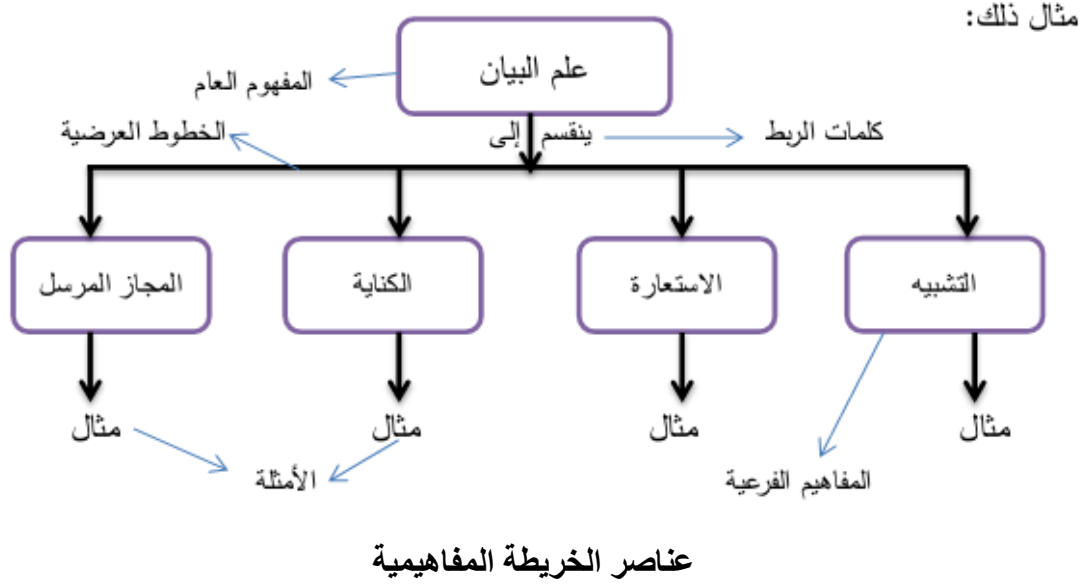 مثال ذلك:
علم البيان
المفهوم العام
كلمات الربط
ينقسم إلى
الخطوط العرضية
التشبيه
الاستعارة
الكناية
المجاز المرسل
مثال
مثال
مثال
مثال
المفاهيم الفرعية
الأمثلة
عناصر الخريطة المفاهيمية